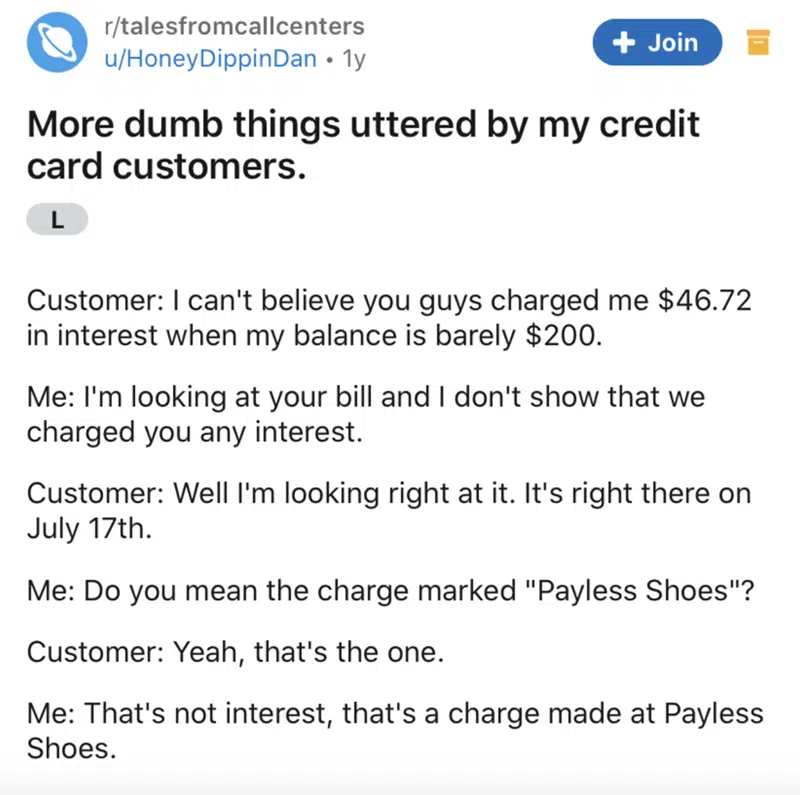 r/talesfromcallcenters
u/HoneyDippinDan • 1y
+ Join
More dumb things uttered by my credit
card customers.
L
Customer: I can't believe you guys charged me $46.72
in interest when my balance is barely $200.
Me: I'm looking at your bill and I don't show that we
charged you any interest.
Customer: Well I'm looking right at it. It's right there on
July 17th.
Me: Do you mean the charge marked "Payless Shoes"?
Customer: Yeah, that's the one.
Me: That's not interest, that's a charge made at Payless
Shoes.